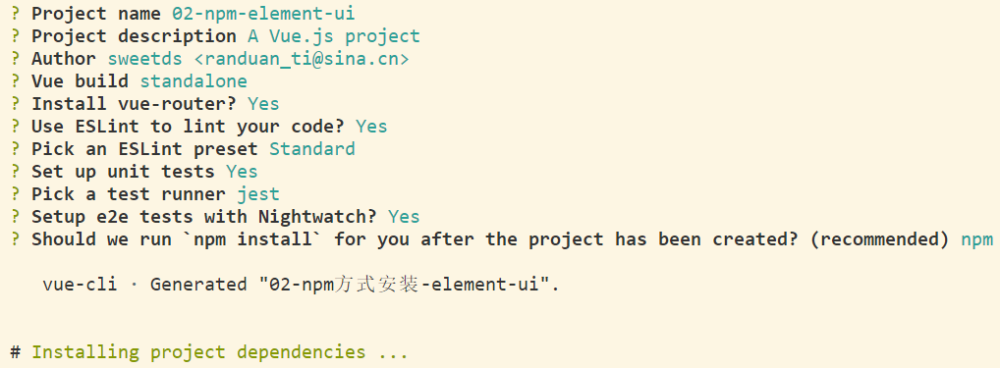 ? Project name 02-npm-element-ui
? Project description A Vue.js project
? Author sweetds <randuan_ti@sina.cn>
? Vue build standalone
? Install vue-router? Yes
? Use ESLint to lint your code? Yes
? Pick an ESLint preset Standard
? Set up unit tests Yes
? Pick a test runner jest
? Setup e2e tests with Nightwatch? Yes
? Should we run `npm install` for you after the project has been created? (recommended) npm
vue-cli · Generated "02-npm方式安装-element-ui".
# Installing project dependencies ...